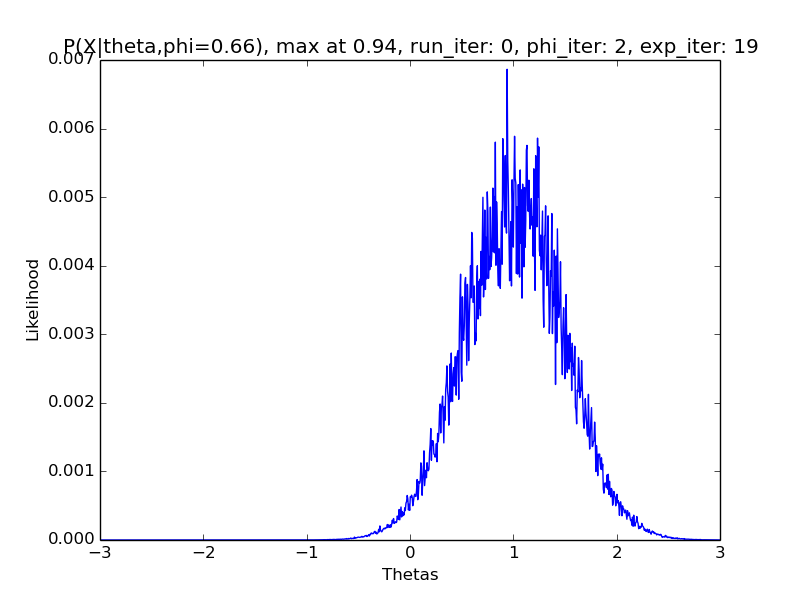 P(X|theta,phi=0.66), max at 0.94, run_iter: 0, phi_iter: 2, exp_iter: 19
0.007
0.006
0.005
0.004
0.003
0.002
0.001
0.000
Likelihood
−3 −2 −1 0 1 2 3
Thetas